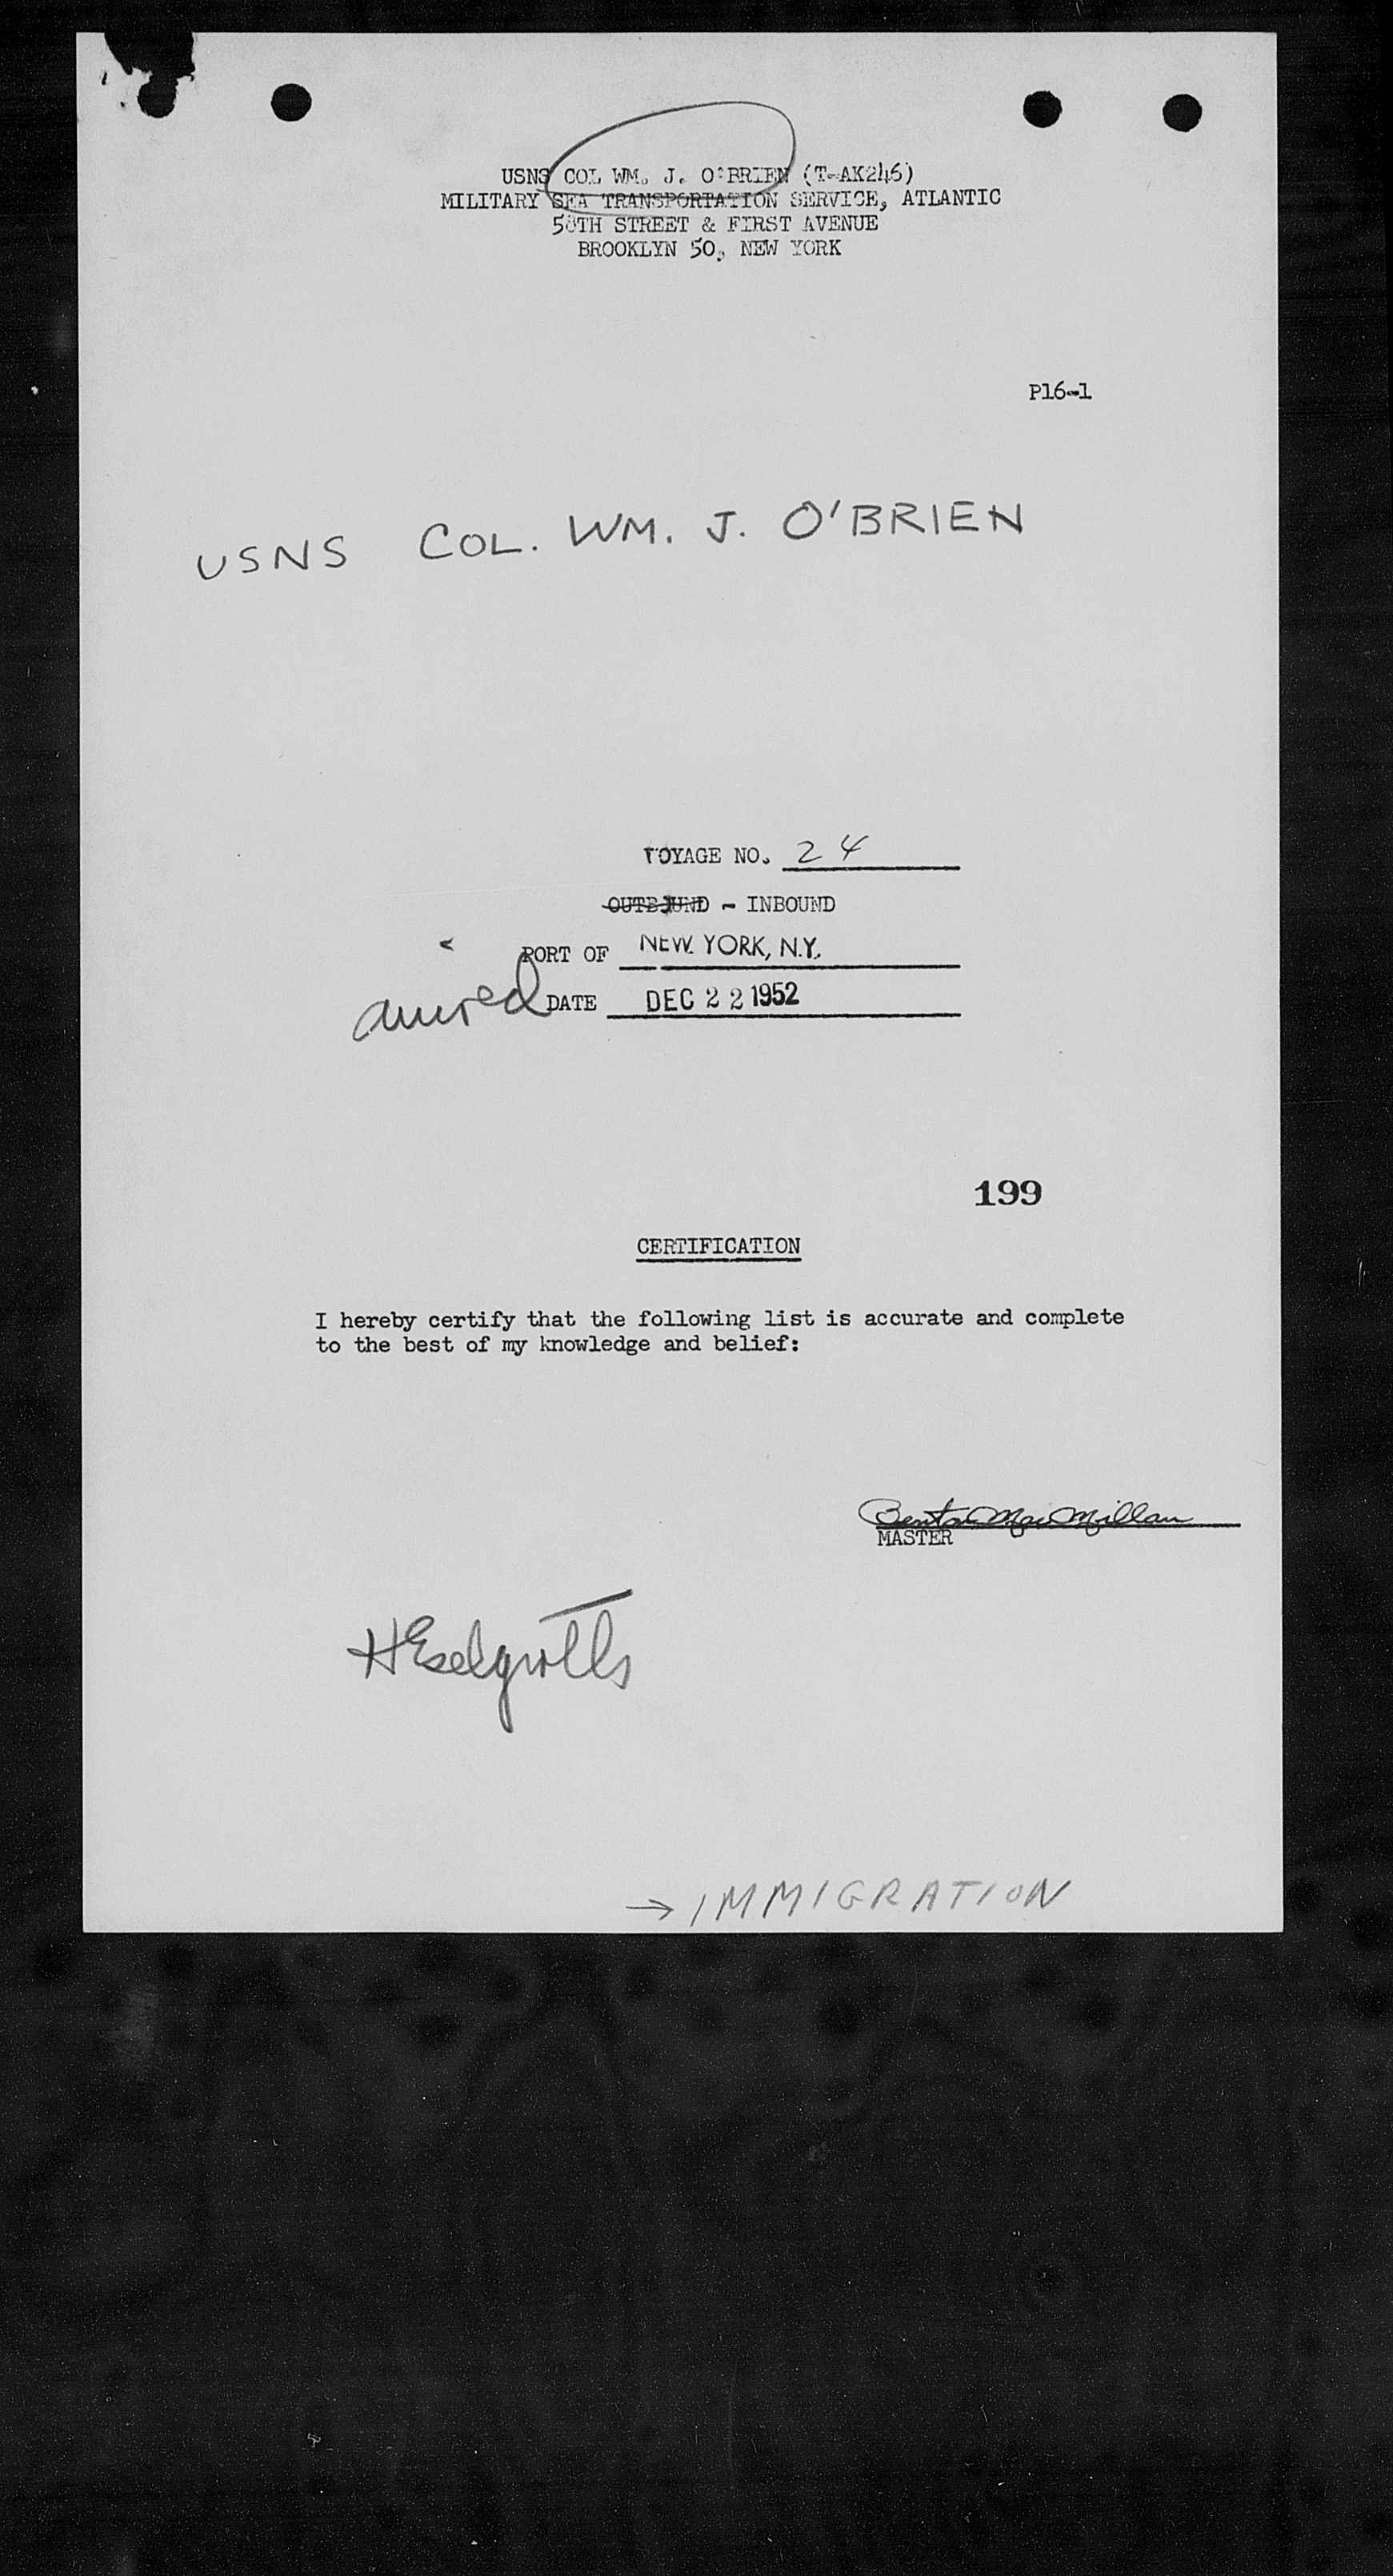 USNS COL WM. J. O'BRIEN (T-AK246)
MILITARY SEA TRANSPORTATION SERVICE, ATLANTIC
58TH STREET & FIRST AVENUE
BROOKLYN 50, NEW YORK
P16-1
USNS COL. WM. J. O'BRIEN
VOYAGE NO. 24
OUTBOUND - INBOUND
PORT OF NEW YORK, N.Y.
arrived DATE DEC 22 1952
199
CERTIFICATION
I hereby certify that the following list is accurate and complete
to the best of my knowledge and belief:
Benton MacMillan
MASTER
→ IMMIGRATION